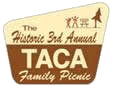 The
Historic 3rd Annual
TACA
Family Picnic